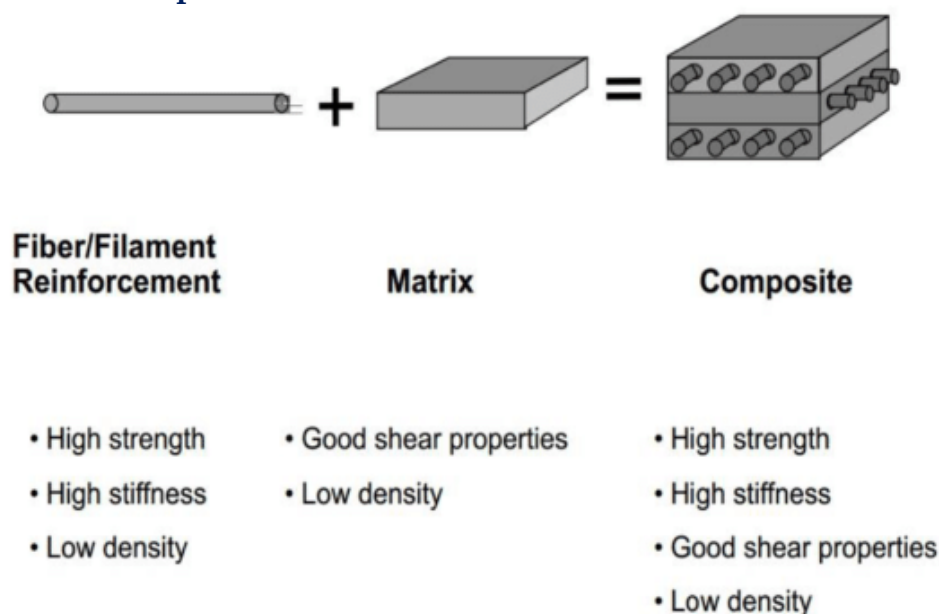 + =
Fiber/Filament
Reinforcement
Matrix
Composite
• High strength
• High stiffness
• Low density
• Good shear properties
• Low density
• High strength
• High stiffness
• Good shear properties
• Low density